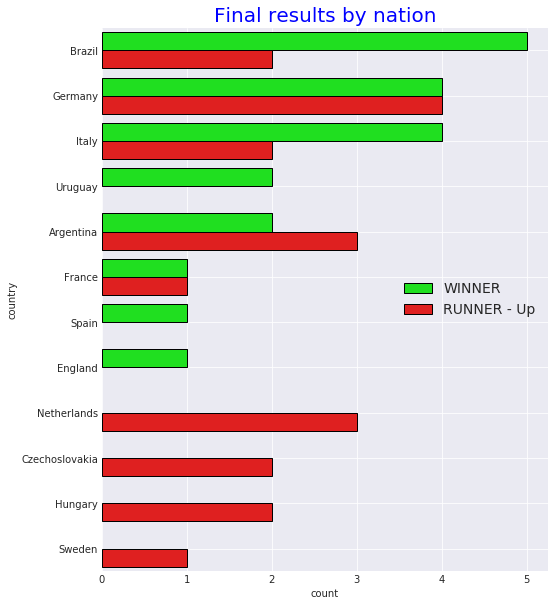 Final results by nation
Brazil
Germany
Italy
Uruguay
Argentina
France
Spain
England
Netherlands
Czechoslovakia
Hungary
Sweden
country
WINNER
RUNNER - Up
0 1 2 3 4 5
count